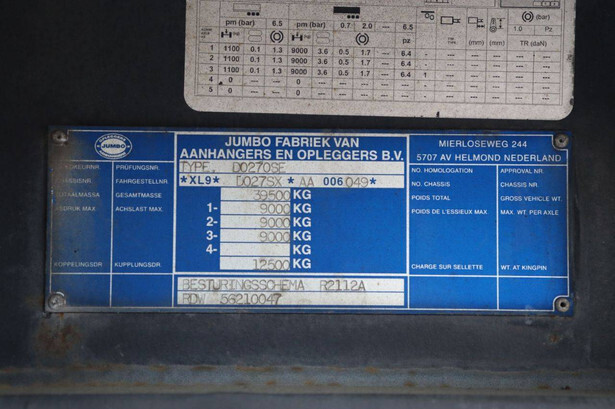 pm (bar) 6.5 pm (bar) 0.7 2.0 --- 6.5 (bar)
pz 1.0 Pz
(mm) (mm) TR (daN)
1 1100 0.1 1.3 9000 3.6 0.5 1.7 --- 6.4
2 1100 0.1 1.3 9000 3.6 0.5 1.7 --- 6.4
3 1100 0.1 1.3 9000 3.6 0.5 1.7 --- 6.4 1
4 0
0
JUMBO
JUMBO FABRIEK VAN
AANHANGERS EN OPLEGGERS B.V.
MIERLOSEWEG 244
5707 AV HELMOND NEDERLAND
PRÜFUNGSNR. TYPE. DO270SE NO. HOMOLOGATION APPROVAL NR.
FAHRGESTELLNR. *XL9* DO27SX* AA 006049* NO. CHASSIS CHASSIS NR.
GESAMTMASSE 39500 KG POIDS TOTAL GROSS VEHICLE WT.
ACHSLAST MAX. 1- 9000 KG POIDS DE L'ESSIEUX MAX MAX. WT. PER AXLE
2- 9000 KG
3- 9000 KG
4- KG
KOPPELINGSDR KUPPLUNGSDR. 12500 KG CHARGE SUR SELLETTE WT. AT KINGPIN
BESTURINGSSCHEMA R2112A
RDW 56210047